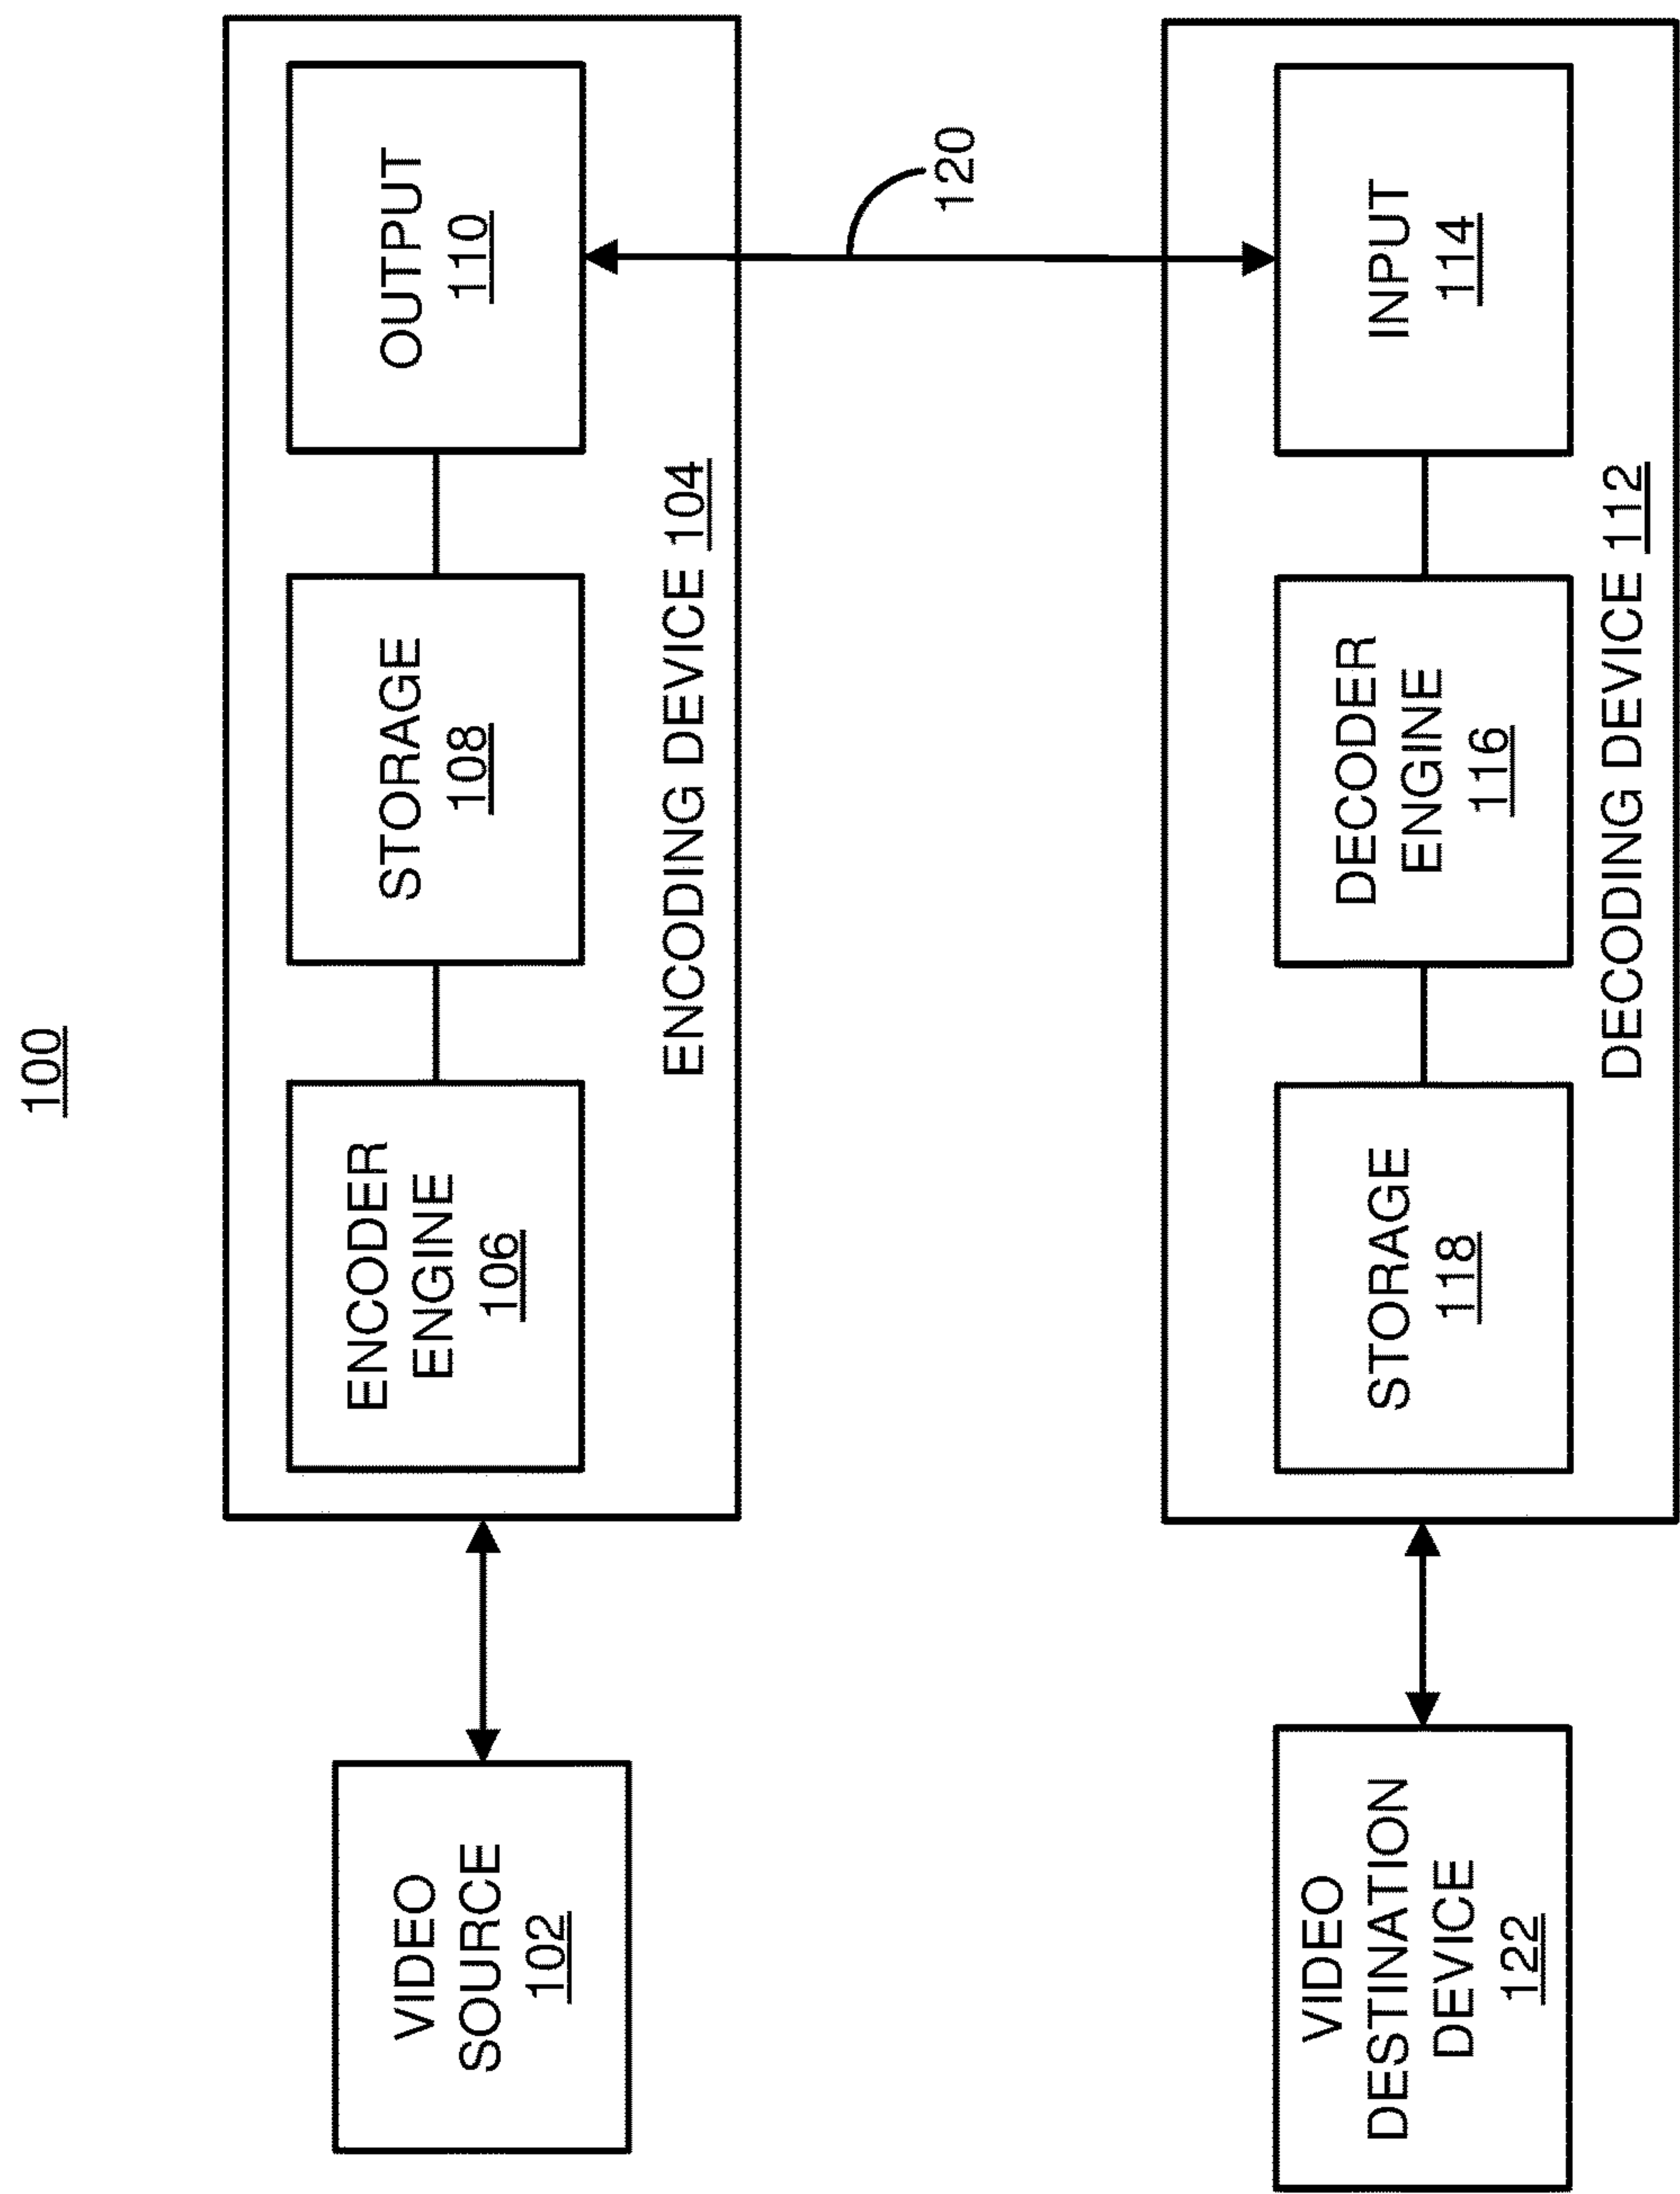 100
VIDEO
SOURCE
102
ENCODER
ENGINE
106
STORAGE
108
OUTPUT
110
ENCODING DEVICE 104
120
VIDEO
DESTINATION
DEVICE
122
STORAGE
118
DECODER
ENGINE
116
INPUT
114
DECODING DEVICE 112